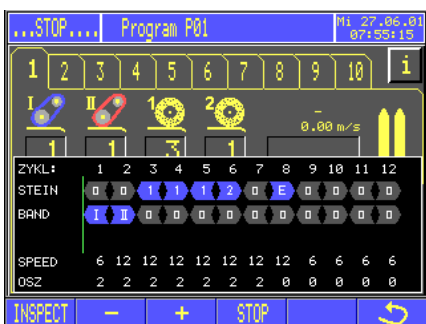 ...STOP.... Program P01 Mi 27.06.01
07:55:15
1 2 3 4 5 6 7 8 9 10 i
I II 1 2 –
0.00 m/s
1 1 3 1
ZYKL: 1 2 3 4 5 6 7 8 9 10 11 12
STEIN 0 0 1 1 1 2 0 E 0 0 0 0
BAND I II 0 0 0 0 0 0 0 0 0 0
SPEED 6 12 12 12 12 12 12 12 6 6 6 6
OSZ 2 2 2 2 2 2 2 0 0 0 0 0
INSPECT – + STOP